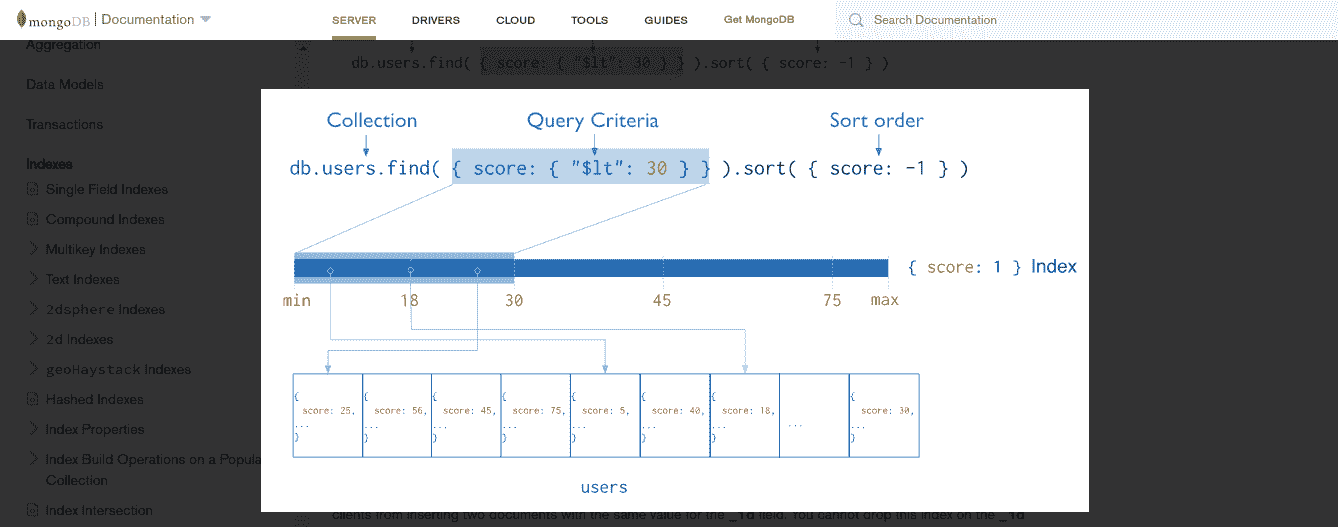 mongoDB | Documentation
SERVER DRIVERS CLOUD TOOLS GUIDES Get MongoDB Search Documentation
Aggregation
db.users.find( { score: { "$lt": 30 } } ).sort( { score: -1 } )
Data Models
Transactions
Indexes
Single Field Indexes
Compound Indexes
Multikey Indexes
Text Indexes
2dsphere Indexes
2d Indexes
geoHaystack Indexes
Hashed Indexes
Index Properties
Index Build Operations on a Popula
Collection
Index Intersection
Collection Query Criteria Sort order
db.users.find( { score: { "$lt": 30 } } ).sort( { score: -1 } )
{ score: 1 } Index
min 18 30 45 75 max
{ { { { { { { {
score: 25, score: 56, score: 45, score: 75, score: 5, score: 40, score: 18, score: 30,
... ... ... ... ... ... ... ... ...
} } } } } } } }
users
clients from inserting two documents with the same value for the _id field. You cannot drop this index on the _id